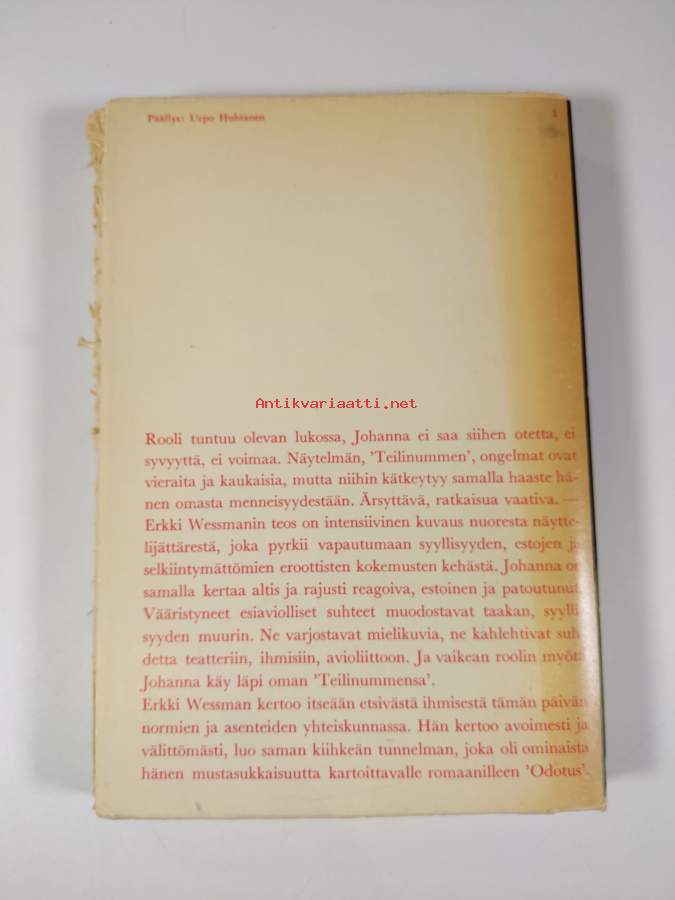 Päällys: Urpo Huhtanen
1
Antikvariaatti.net
Rooli tuntuu olevan lukossa, Johanna ei saa siihen otetta, ei
syvyyttä, ei voimaa. Näytelmän, 'Teilinummen', ongelmat ovat
vieraita ja kaukaisia, mutta niihin kätkeytyy samalla haaste hä-
nen omasta menneisyydestään. Ärsyttävä, ratkaisua vaativa. —
Erkki Wessmanin teos on intensiivinen kuvaus nuoresta näytte-
lijättärestä, joka pyrkii vapautumaan syyllisyyden, estojen ja
selkiintymättömien eroottisten kokemusten kehästä. Johanna on
samalla kertaa altis ja rajusti reagoiva, estoinen ja patoutunut.
Vääristyneet esiaviolliset suhteet muodostavat taakan, syylli
syyden muurin. Ne varjostavat mielikuvia, ne kahlehtivat suh-
detta teatteriin, ihmisiin, avioliittoon. Ja vaikean roolin myötä
Johanna käy läpi oman 'Teilinummensa'.
Erkki Wessman kertoo itseään etsivästä ihmisestä tämän päivän
normien ja asenteiden yhteiskunnassa. Hän kertoo avoimesti ja
välittömästi, luo saman kiihkeän tunnelman, joka oli ominaista
hänen mustasukkaisuutta kartoittavalle romaanilleen 'Odotus'.